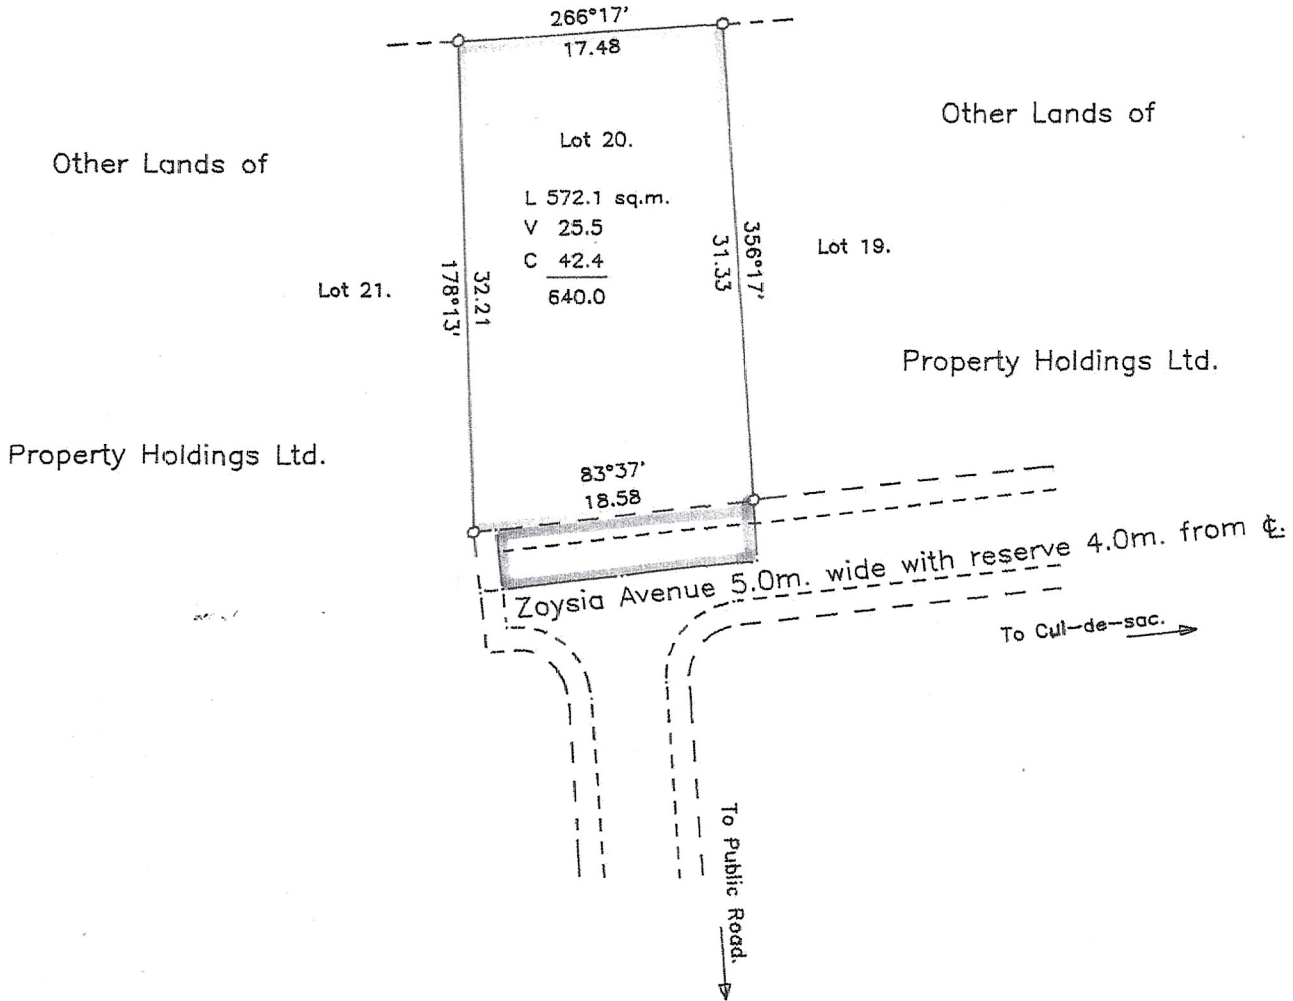 266°17'
17.48
Other Lands of
Lot 20.
Other Lands of
L 572.1 sq.m.
V 25.5
C 42.4
640.0
Lot 21.
178°13'
32.21
31.33
356°17'
Lot 19.
Property Holdings Ltd.
Property Holdings Ltd.
83°37'
18.58
Zoysia Avenue 5.0m. wide with reserve 4.0m. from ℄.
To Cul-de-sac.
To Public Road.